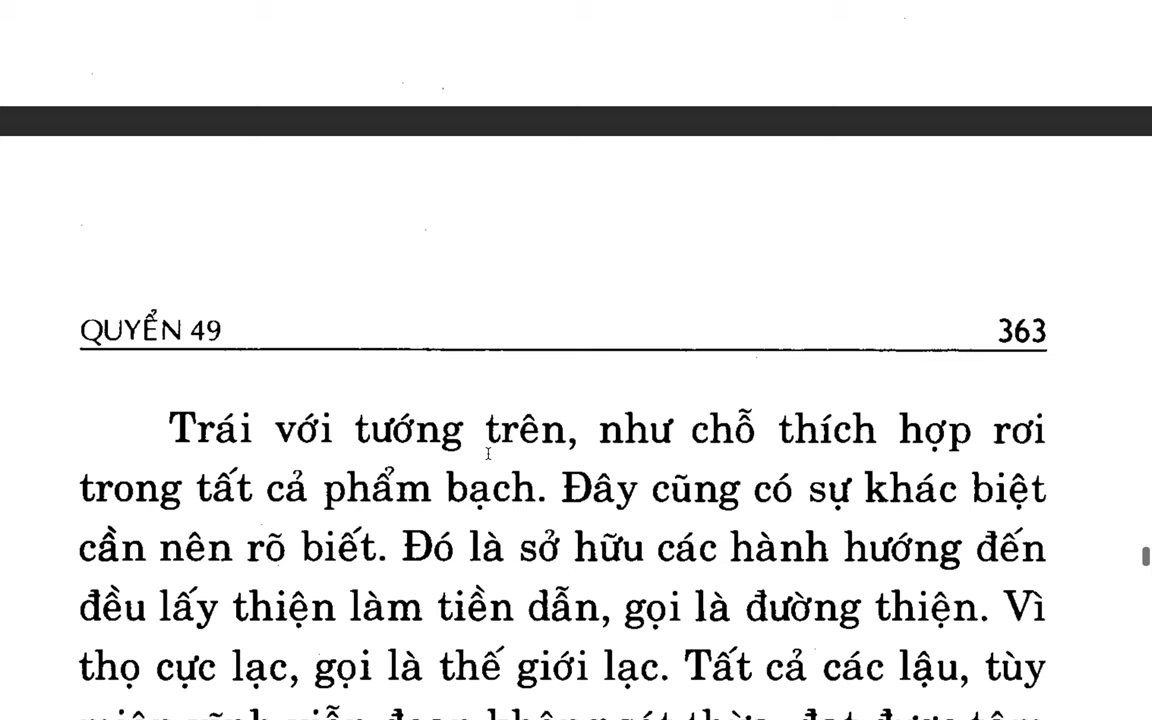 QUYỂN 49 363
Trái với tướng trên, như chỗ thích hợp rơi
trong tất cả phẩm bạch. Đây cũng có sự khác biệt
cần nên rõ biết. Đó là sở hữu các hành hướng đến
đều lấy thiện làm tiền dẫn, gọi là đường thiện. Vì
thọ cực lạc, gọi là thế giới lạc. Tất cả các lậu, tùy